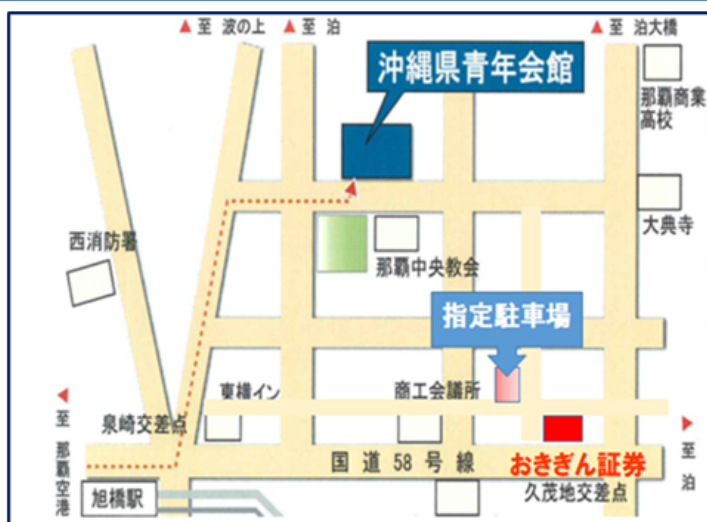 至 波の上
至 泊
至 泊大橋
沖縄県青年会館
那覇商業
高校
大典寺
西消防署
那覇中央教会
指定駐車場
東横イン
商工会議所
泉崎交差点
至 那覇空港
国道58号線
おきぎん証券
至 泊
旭橋駅
久茂地交差点